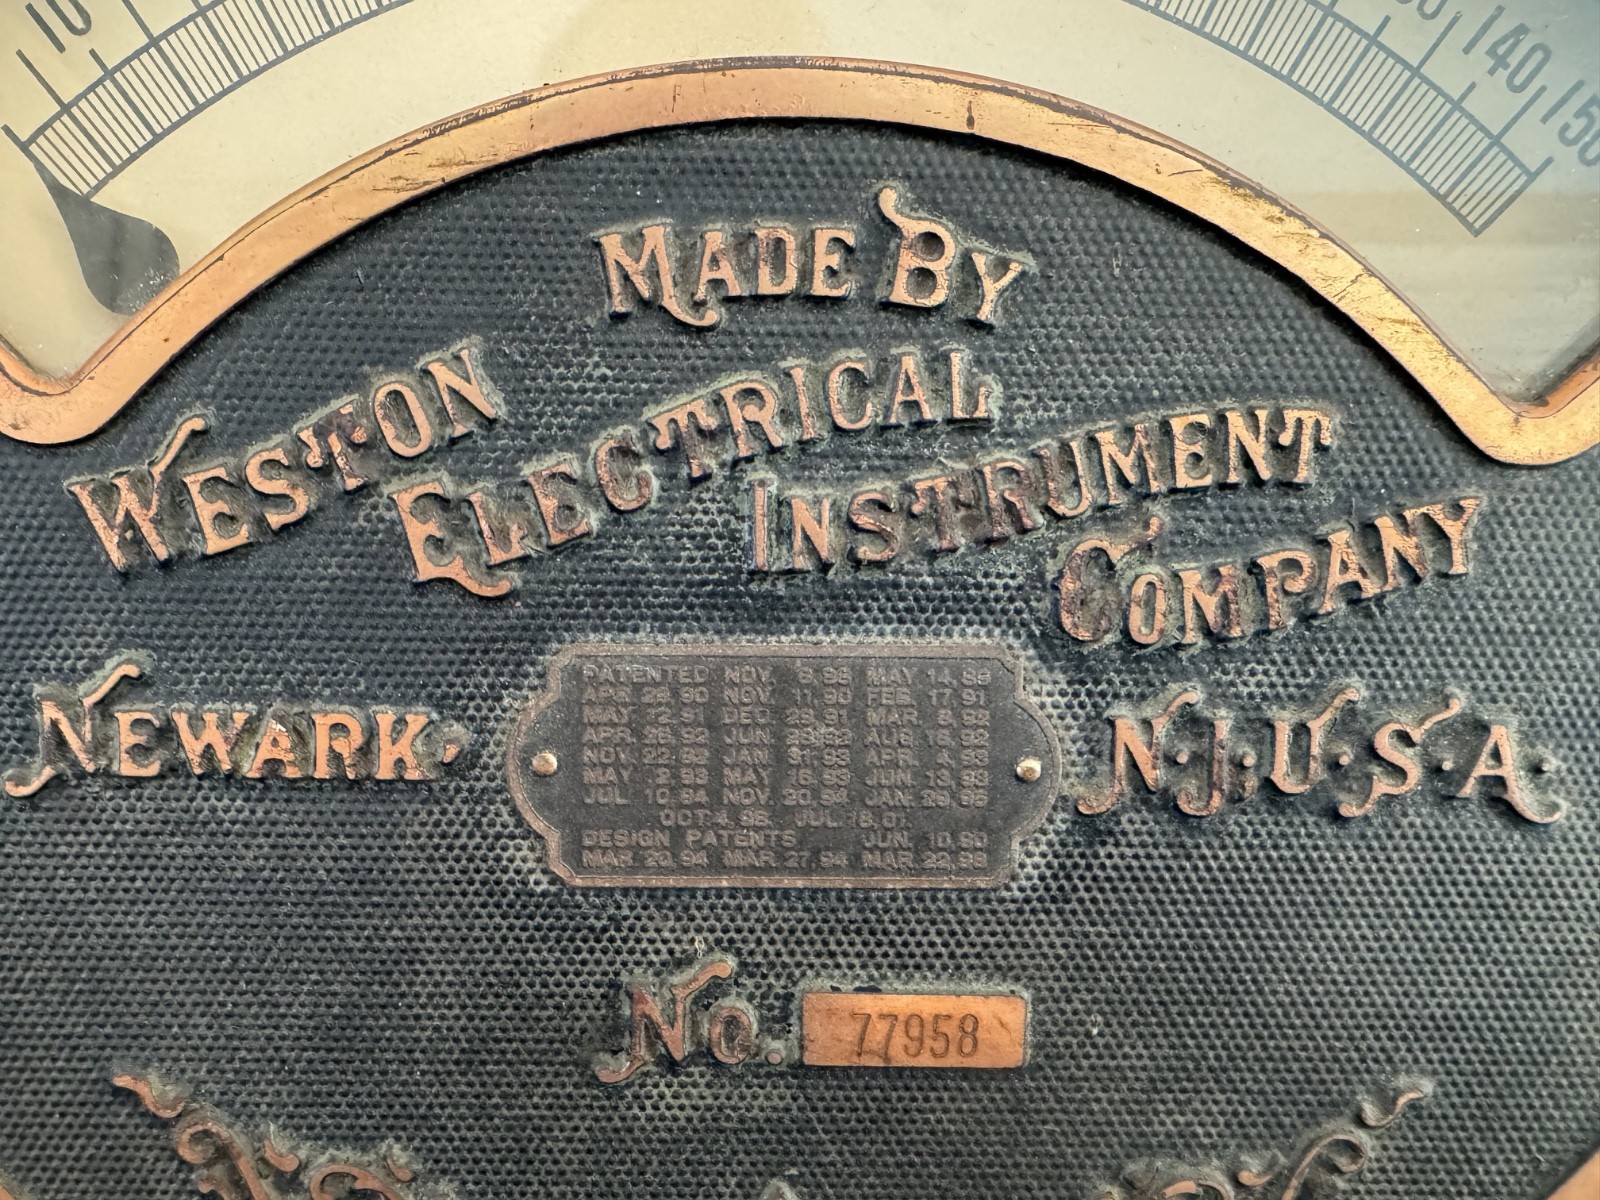 10 140 150
MADE BY
WESTON
ELECTRICAL
INSTRUMENT
COMPANY
NEWARK. N.J.U.S.A.
PATENTED NOV. 6.88 MAY 14.85
APR. 29.90 NOV. 11.90 FEB. 17.91
MAY 12.91 DEC. 29.91 MAR. 8.92
APR. 26.92 JUN. 28.92 AUG. 16.92
NOV. 22.92 JAN. 31.93 APR. 4.93
MAY 2.93 MAY 16.93 JUN. 13.93
JUL. 10.94 NOV. 20.94 JAN. 29.95
OCT. JUL. 16.01.
DESIGN PATENTS JUN. 10.90
MAR. 20.94 MAR. 27.94 MAR. 22.98
No. 77958